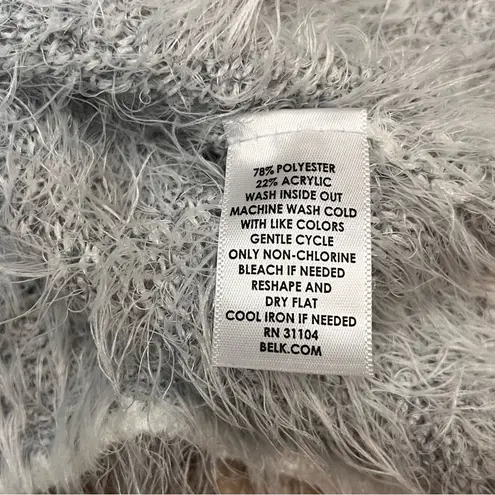 78% POLYESTER
22% ACRYLIC
WASH INSIDE OUT
MACHINE WASH COLD
WITH LIKE COLORS
GENTLE CYCLE
ONLY NON-CHLORINE
BLEACH IF NEEDED
RESHAPE AND
DRY FLAT
COOL IRON IF NEEDED
RN 31104
BELK.COM